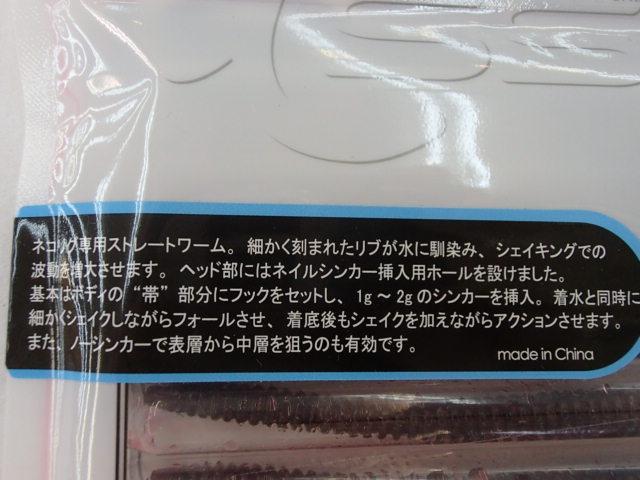 ネコリグ専用ストレートワーム。細かく刻まれたリブが水に馴染み、シェイキングでの
波動を増大させます。ヘッド部にはネイルシンカー挿入用ホールを設けました。
基本はボディの“帯”部分にフックをセットし、1g～2gのシンカーを挿入。着水と同時に
細かくシェイクしながらフォールさせ、着底後もシェイクを加えながらアクションさせます。
また、ノーシンカーで表層から中層を狙うのも有効です。
made in China